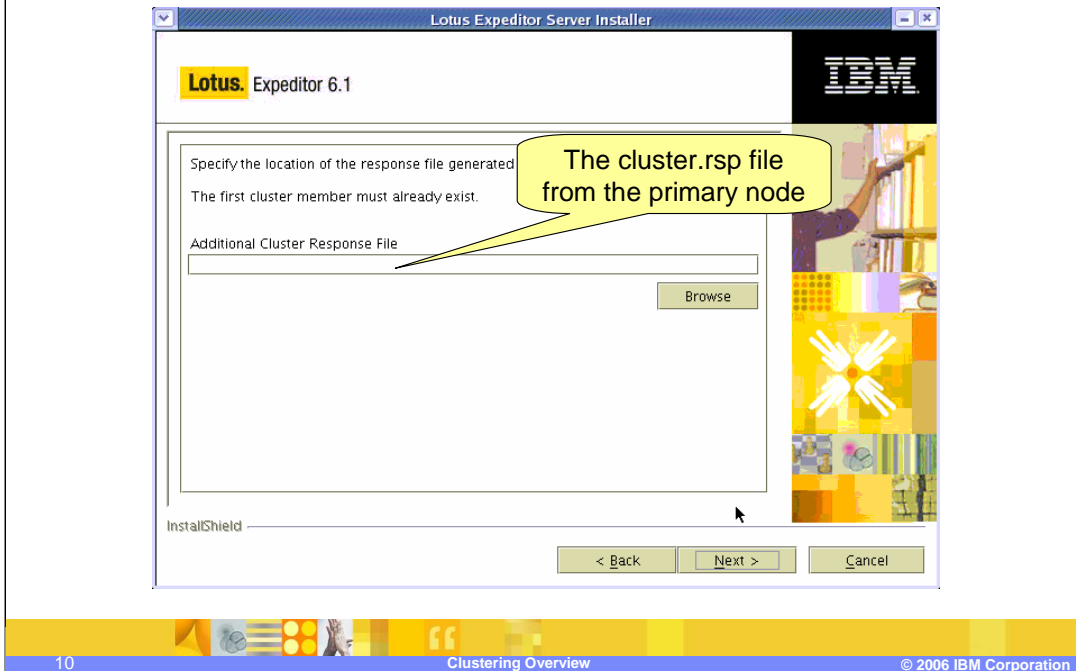 Lotus Expeditor Server Installer
Lotus. Expeditor 6.1
IBM
Specify the location of the response file generated
The cluster.rsp file
from the primary node
The first cluster member must already exist.
Additional Cluster Response File
Browse
InstallShield
< Back
Next >
Cancel
10
Clustering Overview
© 2006 IBM Corporation